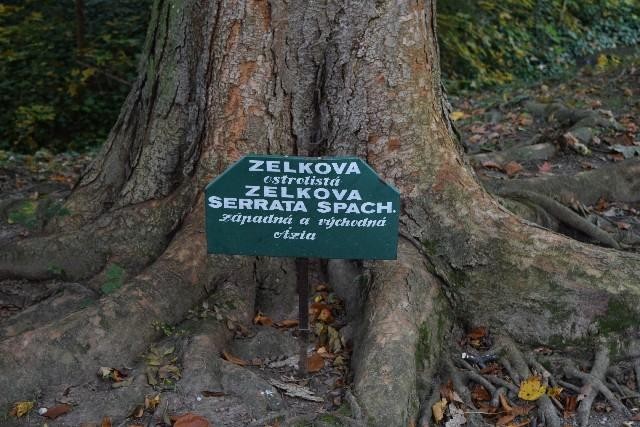 ZELKOVA
ostrolistá
ZELKOVA
SERRATA SPACH.
západná a východná
Ázia